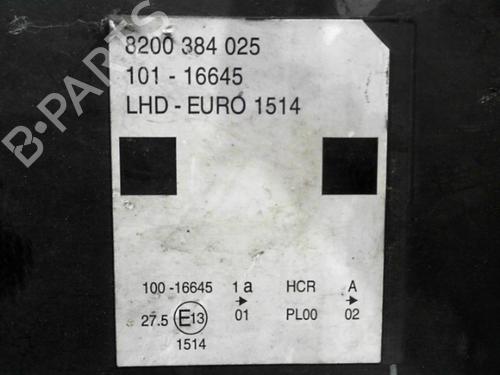 8200 384 025
101 - 16645
LHD - EURO 1514
100 -16645 1a HCR A
27.5 E13 01 PL00 02
1514
B-PARTS